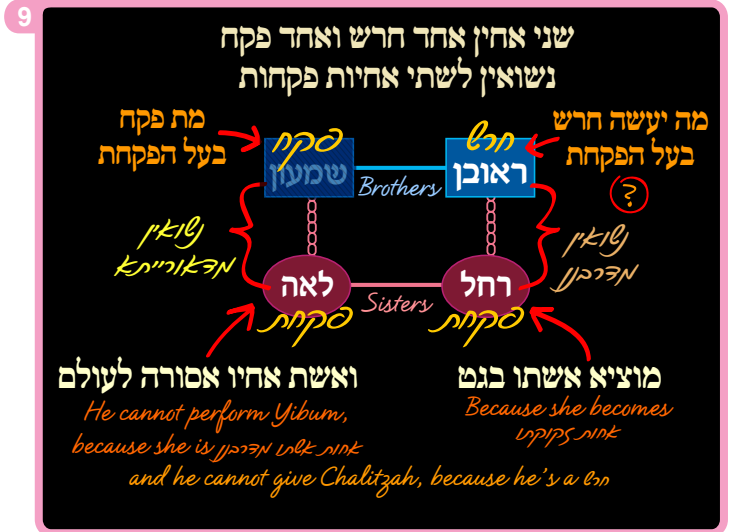 9
שני אחין אחד חרש ואחד פקח
נשואין לשתי אחיות פקחות
מת פקח
בעל הפקחת
פקח
שמעון
Brothers
חרש
ראובן
מה יעשה חרש
בעל הפקחת
?
נשואין
מדאורייתא
נשואין
מדרבנן
לאה
פקחת
Sisters
רחל
פקחת
מוציא אשתו בגט
Because she becomes
אחות זקוקתו
ואשת אחיו אסורה לעולם
He cannot perform Yibum,
because she is אחות אשתו מדרבנן
and he cannot give Chalitzah, because he's a חרש